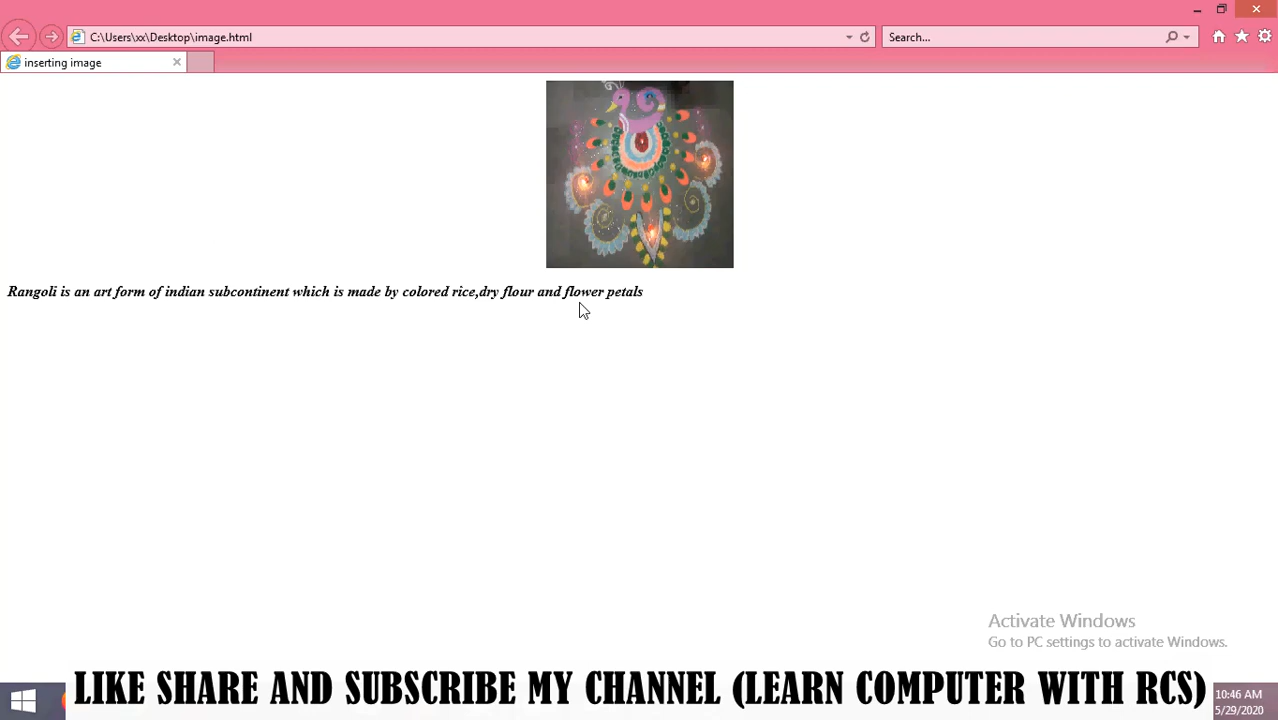 C:\Users\xx\Desktop\image.html
Search...
inserting image
Rangoli is an art form of indian subcontinent which is made by colored rice,dry flour and flower petals
Activate Windows
Go to PC settings to activate Windows.
LIKE SHARE AND SUBSCRIBE MY CHANNEL (LEARN COMPUTER WITH RCS)
10:46 AM
5/29/2020